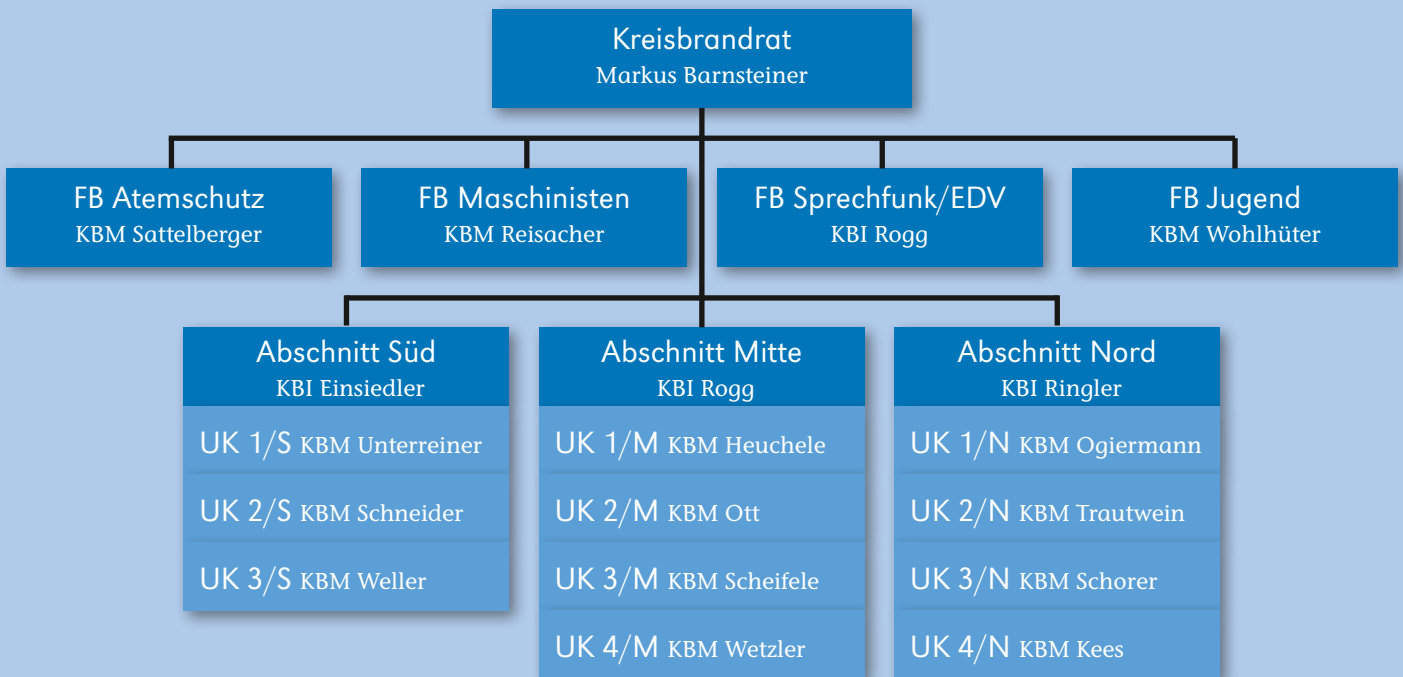 Kreisbrandrat
Markus Barnsteiner
FB Atemschutz
KBM Sattelberger
FB Maschinisten
KBM Reisacher
FB Sprechfunk/EDV
KBI Rogg
FB Jugend
KBM Wohlhüter
Abschnitt Süd
KBI Einsiedler
UK 1/S KBM Unterreiner
UK 2/S KBM Schneider
UK 3/S KBM Weller
Abschnitt Mitte
KBI Rogg
UK 1/M KBM Heuchele
UK 2/M KBM Ott
UK 3/M KBM Scheifele
UK 4/M KBM Wetzler
Abschnitt Nord
KBI Ringler
UK 1/N KBM Ogiermann
UK 2/N KBM Trautwein
UK 3/N KBM Schorer
UK 4/N KBM Kees